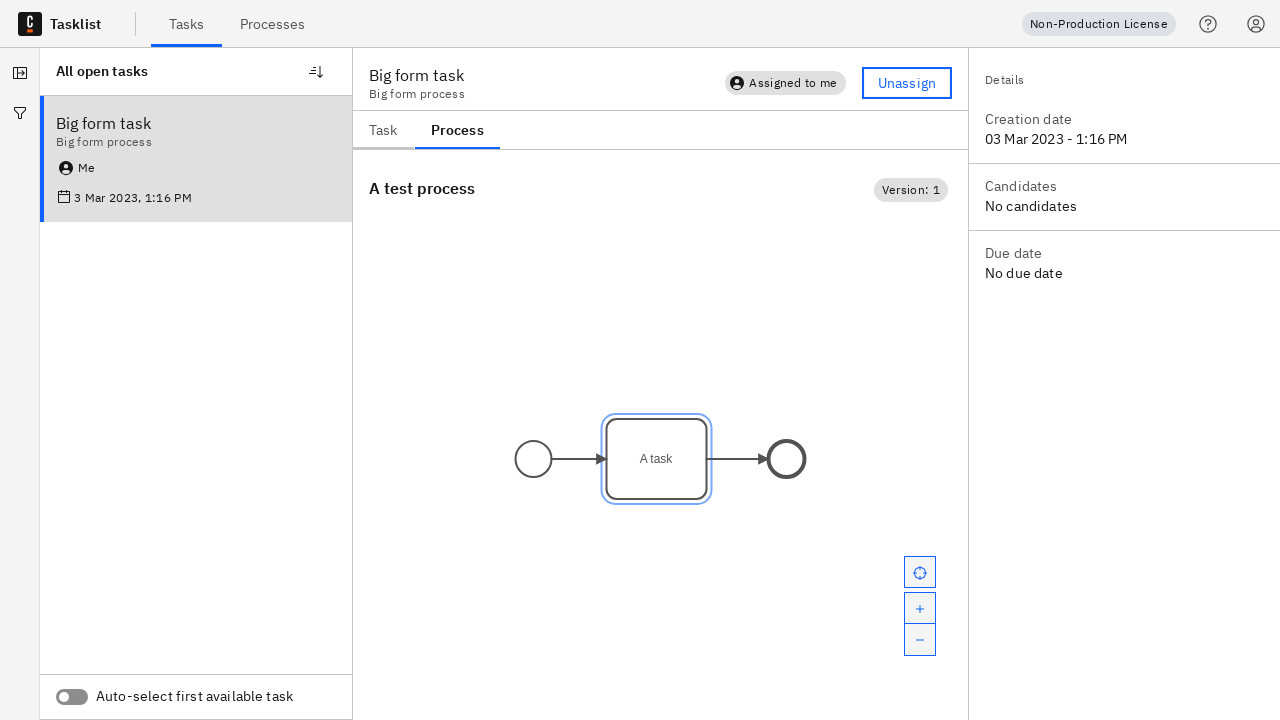 Tasklist
Tasks
Processes
Non-Production License
All open tasks
Big form task
Big form process
Me
3 Mar 2023, 1:16 PM
Auto-select first available task
Big form task
Big form process
Assigned to me
Unassign
Task
Process
A test process
Version: 1
A task
Details
Creation date
03 Mar 2023 - 1:16 PM
Candidates
No candidates
Due date
No due date